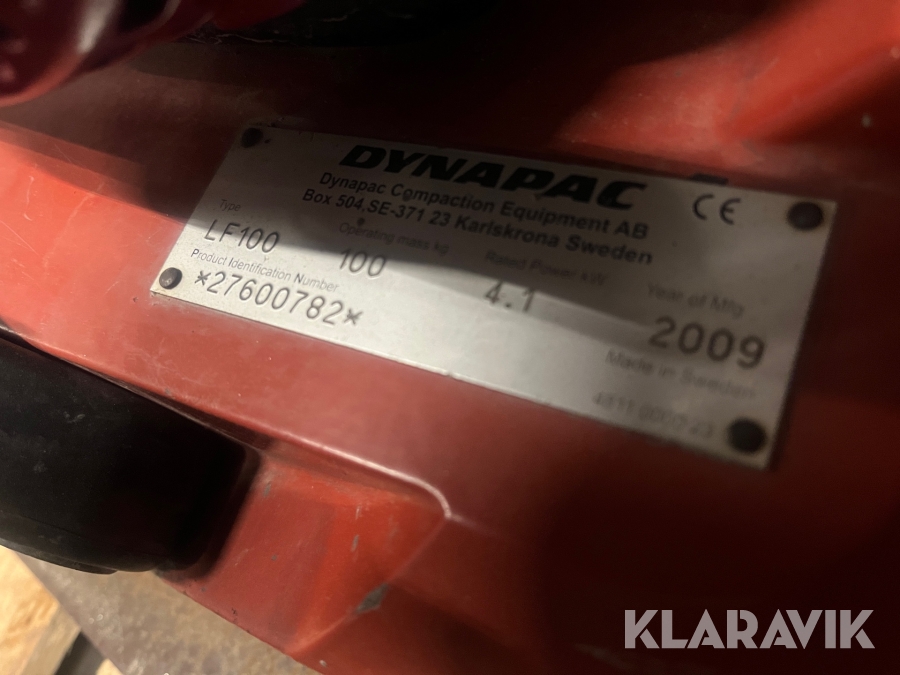 DYNAPAC
Dynapac Compaction Equipment AB
Box 504,SE-371 23 Karlskrona Sweden
CE
Type
LF100
Operating mass kg
100
Rated Power kW
4.1
Year of Mfg
2009
Product Identification Number
*27600782*
Made in Sweden
KLARAVIK